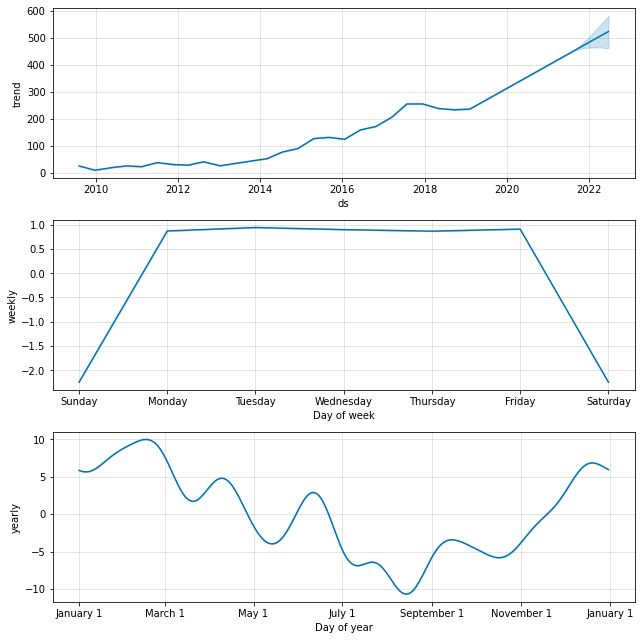 600
500
400
300
200
100
0
trend
2010 2012 2014 2016 2018 2020 2022
ds
1.0
0.5
0.0
−0.5
−1.0
−1.5
−2.0
weekly
Sunday Monday Tuesday Wednesday Thursday Friday Saturday
Day of week
10
5
0
−5
−10
yearly
January 1 March 1 May 1 July 1 September 1 November 1 January 1
Day of year